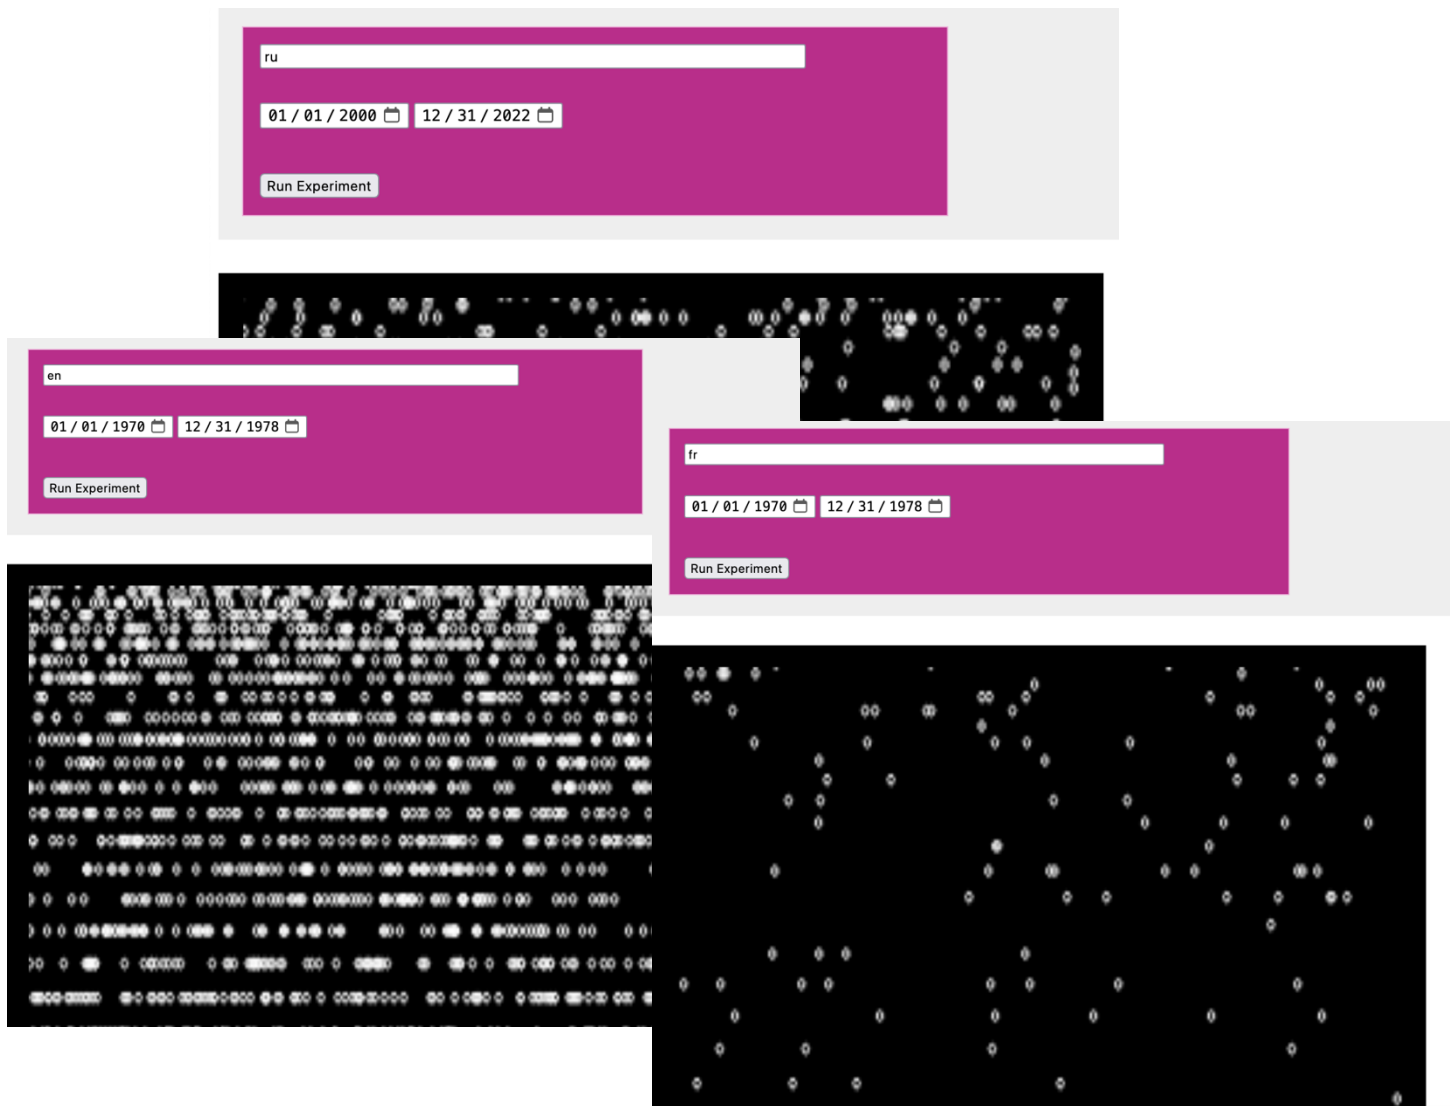 ru
01/01/2000 12/31/2022
Run Experiment
en
01/01/1970 12/31/1978
Run Experiment
fr
01/01/1970 12/31/1978
Run Experiment